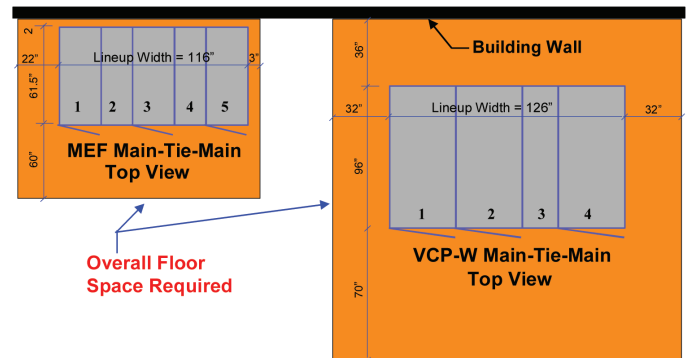 2
22"
Lineup Width = 116"
3"
61.5"
1 2 3 4 5
60"
MEF Main-Tie-Main
Top View
Overall Floor
Space Required
Building Wall
36"
32"
Lineup Width = 126"
32"
96"
1 2 3 4
VCP-W Main-Tie-Main
Top View
70"